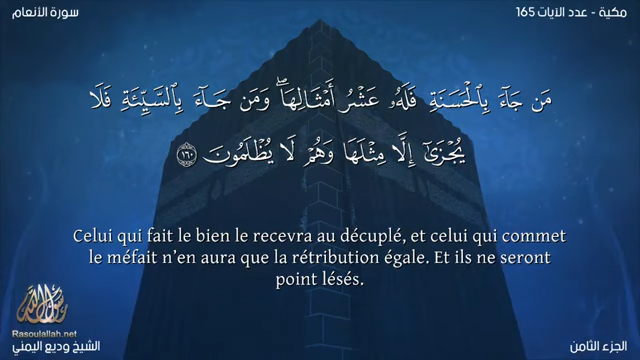 مكية - عدد الآيات 165
سورة الأنعام
مَن جَآءَ بِٱلْحَسَنَةِ فَلَهُۥ عَشْرُ أَمْثَالِهَا ۖ وَمَن جَآءَ بِٱلسَّيِّئَةِ فَلَا
يُجْزَىٰٓ إِلَّا مِثْلَهَا وَهُمْ لَا يُظْلَمُونَ ١٦٠
Celui qui fait le bien le recevra au décuplé, et celui qui commet
le méfait n’en aura que la rétribution égale. Et ils ne seront
point lésés.
رسول الله
Rasoulallah.net
الجزء الثامن
الشيخ وديع اليمني